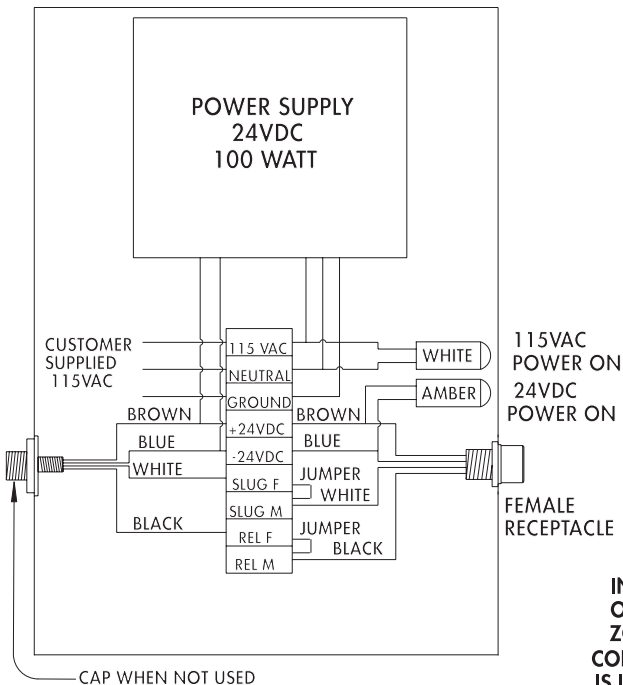 POWER SUPPLY
24VDC
100 WATT
CUSTOMER
SUPPLIED
115VAC
115 VAC
NEUTRAL
GROUND
+24VDC
-24VDC
SLUG F
SLUG M
REL F
REL M
BROWN
BLUE
WHITE
BLACK
BROWN
BLUE
JUMPER
WHITE
JUMPER
BLACK
WHITE
AMBER
115VAC
POWER ON
24VDC
POWER ON
FEMALE
RECEPTACLE
CAP WHEN NOT USED